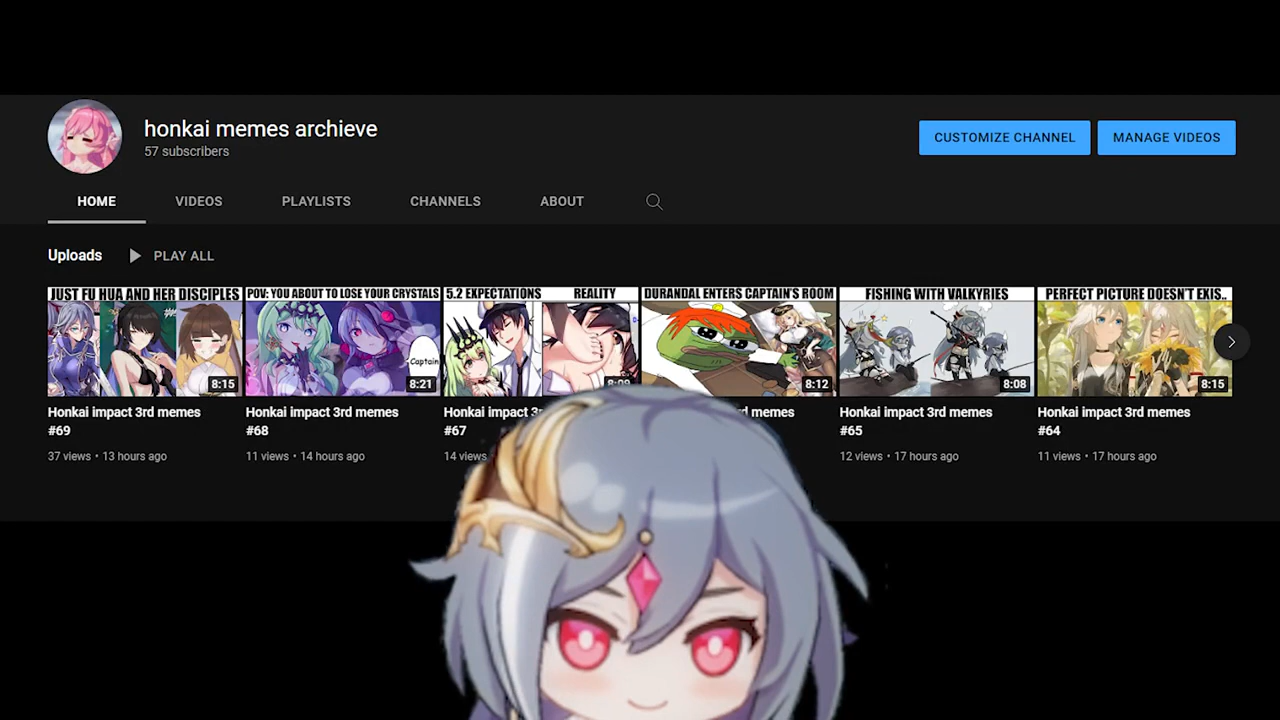 honkai memes archieve
57 subscribers
CUSTOMIZE CHANNEL
MANAGE VIDEOS
HOME
VIDEOS
PLAYLISTS
CHANNELS
ABOUT
Uploads
PLAY ALL
JUST FU HUA AND HER DISCIPLES
8:15
Honkai impact 3rd memes
#69
37 views • 13 hours ago
POV: YOU ABOUT TO LOSE YOUR CRYSTALS
Captain
8:21
Honkai impact 3rd memes
#68
11 views • 14 hours ago
5.2 EXPECTATIONS
REALITY
Honkai impact
#67
14 views
DURANDAL ENTERS CAPTAIN'S ROOM
8:12
memes
FISHING WITH VALKYRIES
8:08
Honkai impact 3rd memes
#65
12 views • 17 hours ago
PERFECT PICTURE DOESN'T EXIS..
8:15
Honkai impact 3rd memes
#64
11 views • 17 hours ago